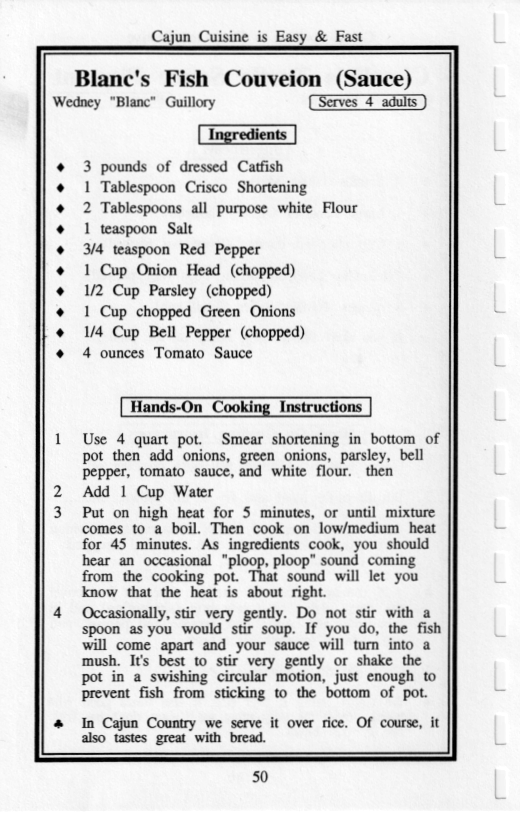 Cajun Cuisine is Easy & Fast
Blanc's Fish Couveion (Sauce)
Wedney "Blanc" Guillory
Serves 4 adults
Ingredients
♦ 3 pounds of dressed Catfish
♦ 1 Tablespoon Crisco Shortening
♦ 2 Tablespoons all purpose white Flour
♦ 1 teaspoon Salt
♦ 3/4 teaspoon Red Pepper
♦ 1 Cup Onion Head (chopped)
♦ 1/2 Cup Parsley (chopped)
♦ 1 Cup chopped Green Onions
♦ 1/4 Cup Bell Pepper (chopped)
♦ 4 ounces Tomato Sauce
Hands-On Cooking Instructions
1 Use 4 quart pot. Smear shortening in bottom of
pot then add onions, green onions, parsley, bell
pepper, tomato sauce, and white flour. then
2 Add 1 Cup Water
3 Put on high heat for 5 minutes, or until mixture
comes to a boil. Then cook on low/medium heat
for 45 minutes. As ingredients cook, you should
hear an occasional "ploop, ploop" sound coming
from the cooking pot. That sound will let you
know that the heat is about right.
4 Occasionally, stir very gently. Do not stir with a
spoon as you would stir soup. If you do, the fish
will come apart and your sauce will turn into a
mush. It's best to stir very gently or shake the
pot in a swishing circular motion, just enough to
prevent fish from sticking to the bottom of pot.
♣ In Cajun Country we serve it over rice. Of course, it
also tastes great with bread.
50